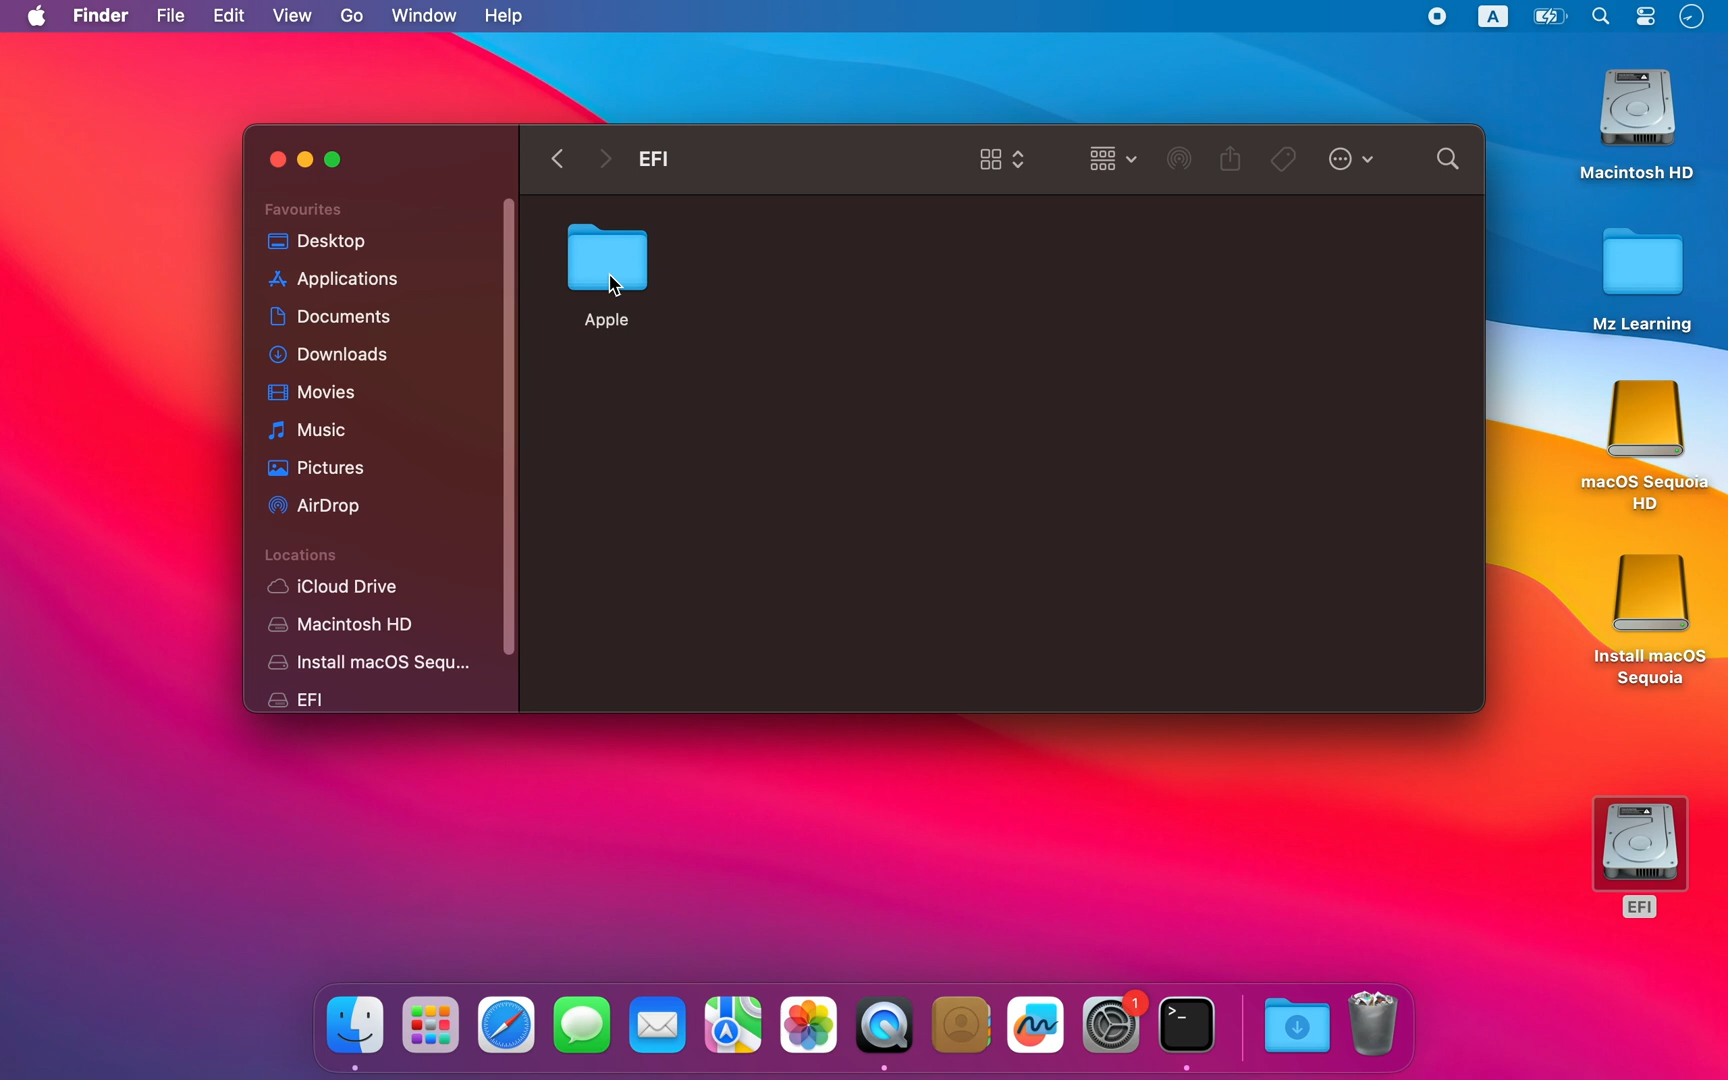 Finder File Edit View Go Window Help
A
EFI
Favourites
Desktop
Applications
Documents
Downloads
Movies
Music
Pictures
AirDrop
Locations
iCloud Drive
Macintosh HD
Install macOS Sequ...
EFI
Apple
Macintosh HD
Mz Learning
macOS Sequoia
HD
Install macOS
Sequoia
EFI
1
>_